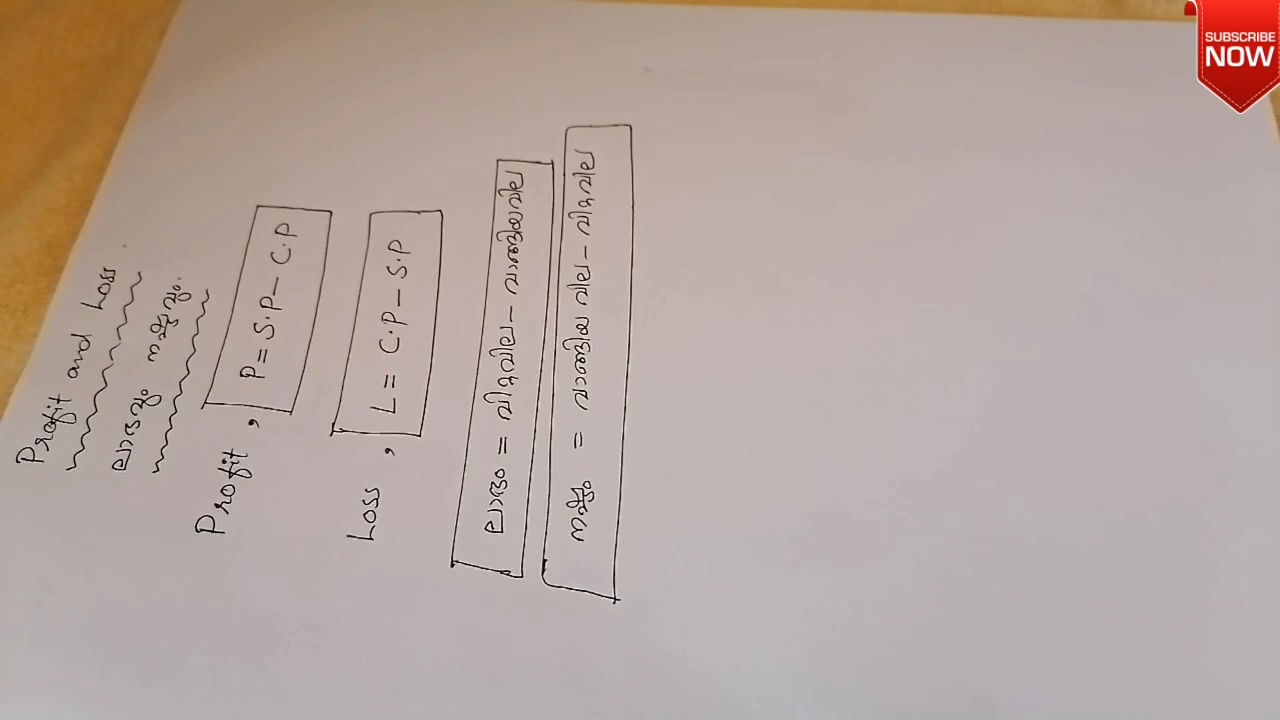 Profit and Loss
ലാഭവും നഷ്ടവും.
Profit, P = S.P – C.P
Loss, L = C.P – S.P
ലാഭം = വിറ്റവില – വാങ്ങിയവില
നഷ്ടം = വാങ്ങിയ വില – വിറ്റവില
SUBSCRIBE
NOW